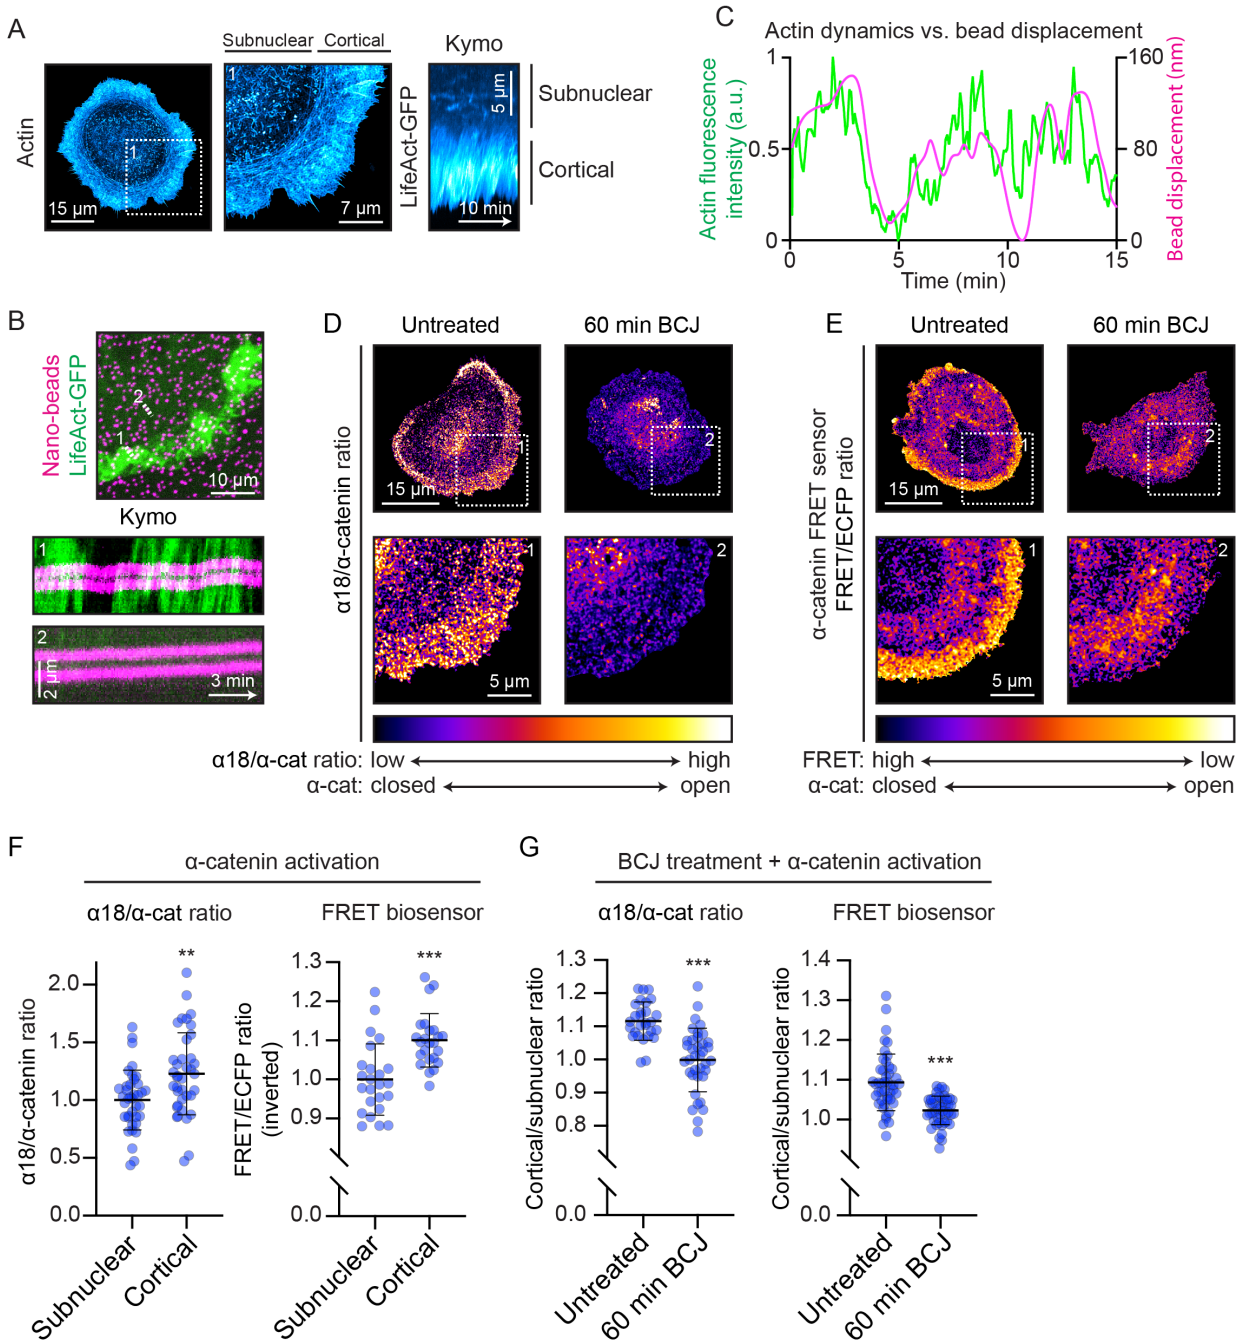 A
Actin
1
15 µm
Subnuclear Cortical
1
7 µm
Kymo
LifeAct-GFP
5 µm
10 min
Subnuclear
Cortical
C
Actin dynamics vs. bead displacement
Actin fluorescence
intensity (a.u.)
1
0.5
0
160
80
0
Bead displacement (nm)
0 5 10 15
Time (min)
B
Nano-beads
LifeAct-GFP
2
1
10 µm
Kymo
1
2
2 µm
3 min
D
Untreated 60 min BCJ
α18/α-catenin ratio
1
15 µm
2
1
5 µm
2
α18/α-cat ratio: low high
α-cat: closed open
E
Untreated 60 min BCJ
α-catenin FRET sensor
FRET/ECFP ratio
1
15 µm
2
1
5 µm
2
FRET: high low
α-cat: closed open
F
α-catenin activation
α18/α-cat ratio
α18/α-catenin ratio
2.0
1.5
1.0
0.5
0.0
**
Subnuclear
Cortical
FRET biosensor
FRET/ECFP ratio
(inverted)
1.3
1.2
1.1
1.0
0.9
0.0
***
Subnuclear
Cortical
G
BCJ treatment + α-catenin activation
α18/α-cat ratio
Cortical/subnuclear ratio
1.3
1.2
1.1
1.0
0.9
0.8
0.0
***
Untreated
60 min BCJ
FRET biosensor
Cortical/subnuclear ratio
1.4
1.3
1.2
1.1
1.0
0.0
***
Untreated
60 min BCJ